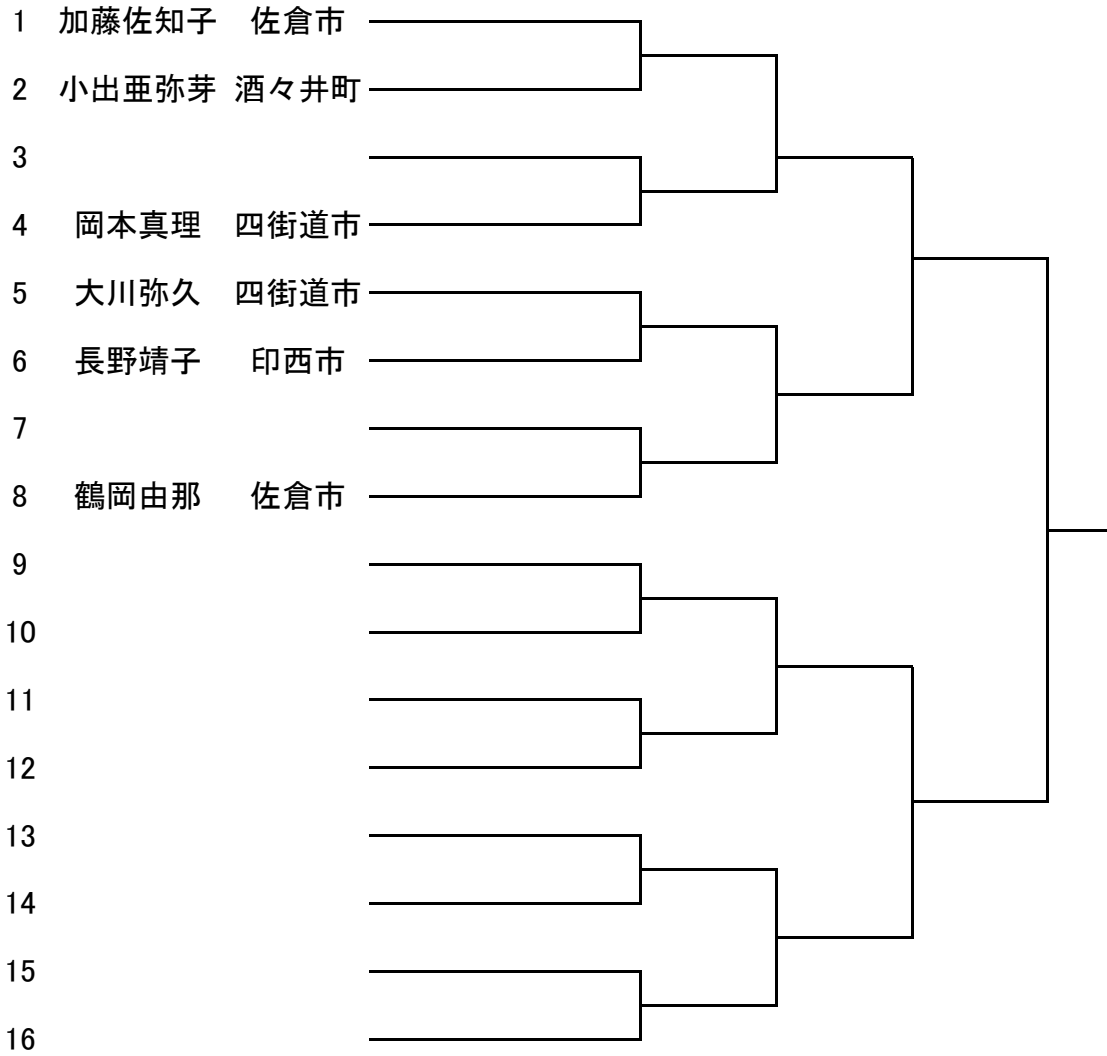 1 加藤佐知子 佐倉市
2 小出亜弥芽 酒々井町
3
4 岡本真理 四街道市
5 大川弥久 四街道市
6 長野靖子 印西市
7
8 鶴岡由那 佐倉市
9
10
11
12
13
14
15
16